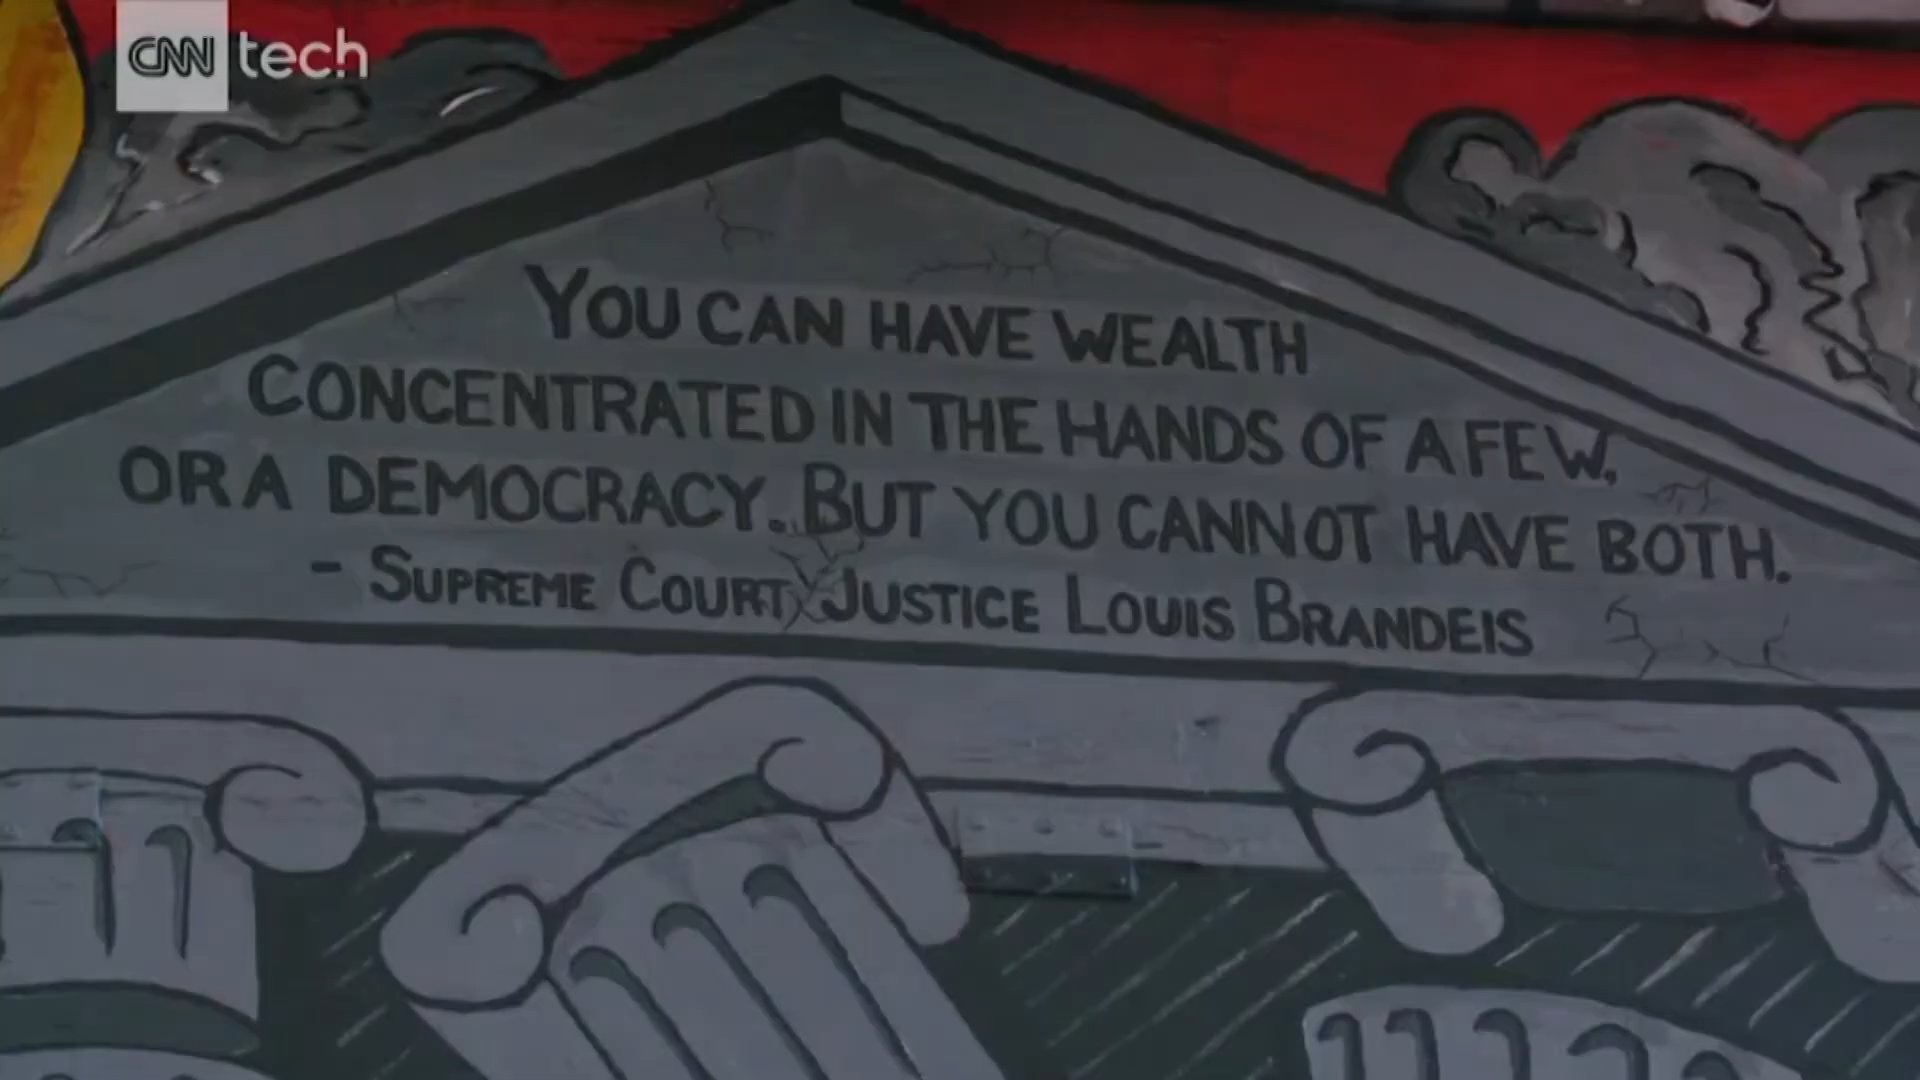 CNN tech
YOU CAN HAVE WEALTH
CONCENTRATED IN THE HANDS OF A FEW,
OR A DEMOCRACY. BUT YOU CANNOT HAVE BOTH.
- SUPREME COURT JUSTICE LOUIS BRANDEIS